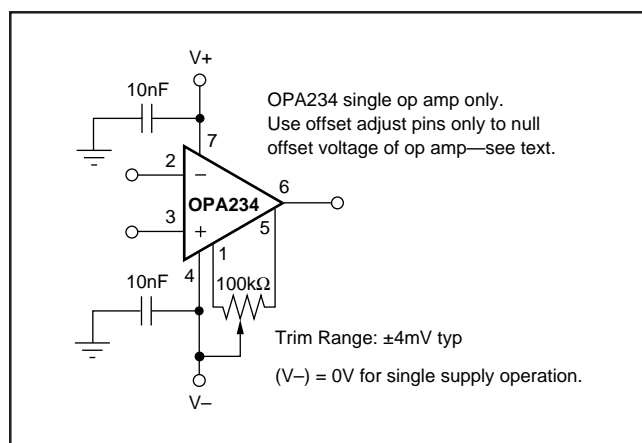 V+
10nF
OPA234 single op amp only.
Use offset adjust pins only to null
offset voltage of op amp—see text.
7
2
–
6
OPA234
3
+
5
1
4
100kΩ
10nF
Trim Range: ±4mV typ
(V–) = 0V for single supply operation.
V–